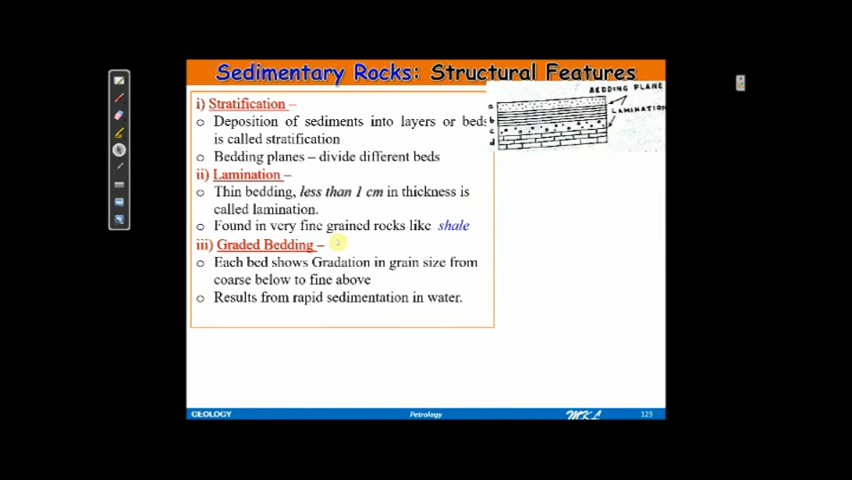 Sedimentary Rocks: Structural Features
i) Stratification –
o Deposition of sediments into layers or beds
is called stratification
o Bedding planes – divide different beds
ii) Lamination –
o Thin bedding, less than 1 cm in thickness is
called lamination.
o Found in very fine grained rocks like shale
iii) Graded Bedding –
o Each bed shows Gradation in grain size from
coarse below to fine above
o Results from rapid sedimentation in water.
BEDDING PLANE
LAMINATION
a
b
c
d
GEOLOGY
Petrology
MKL
123